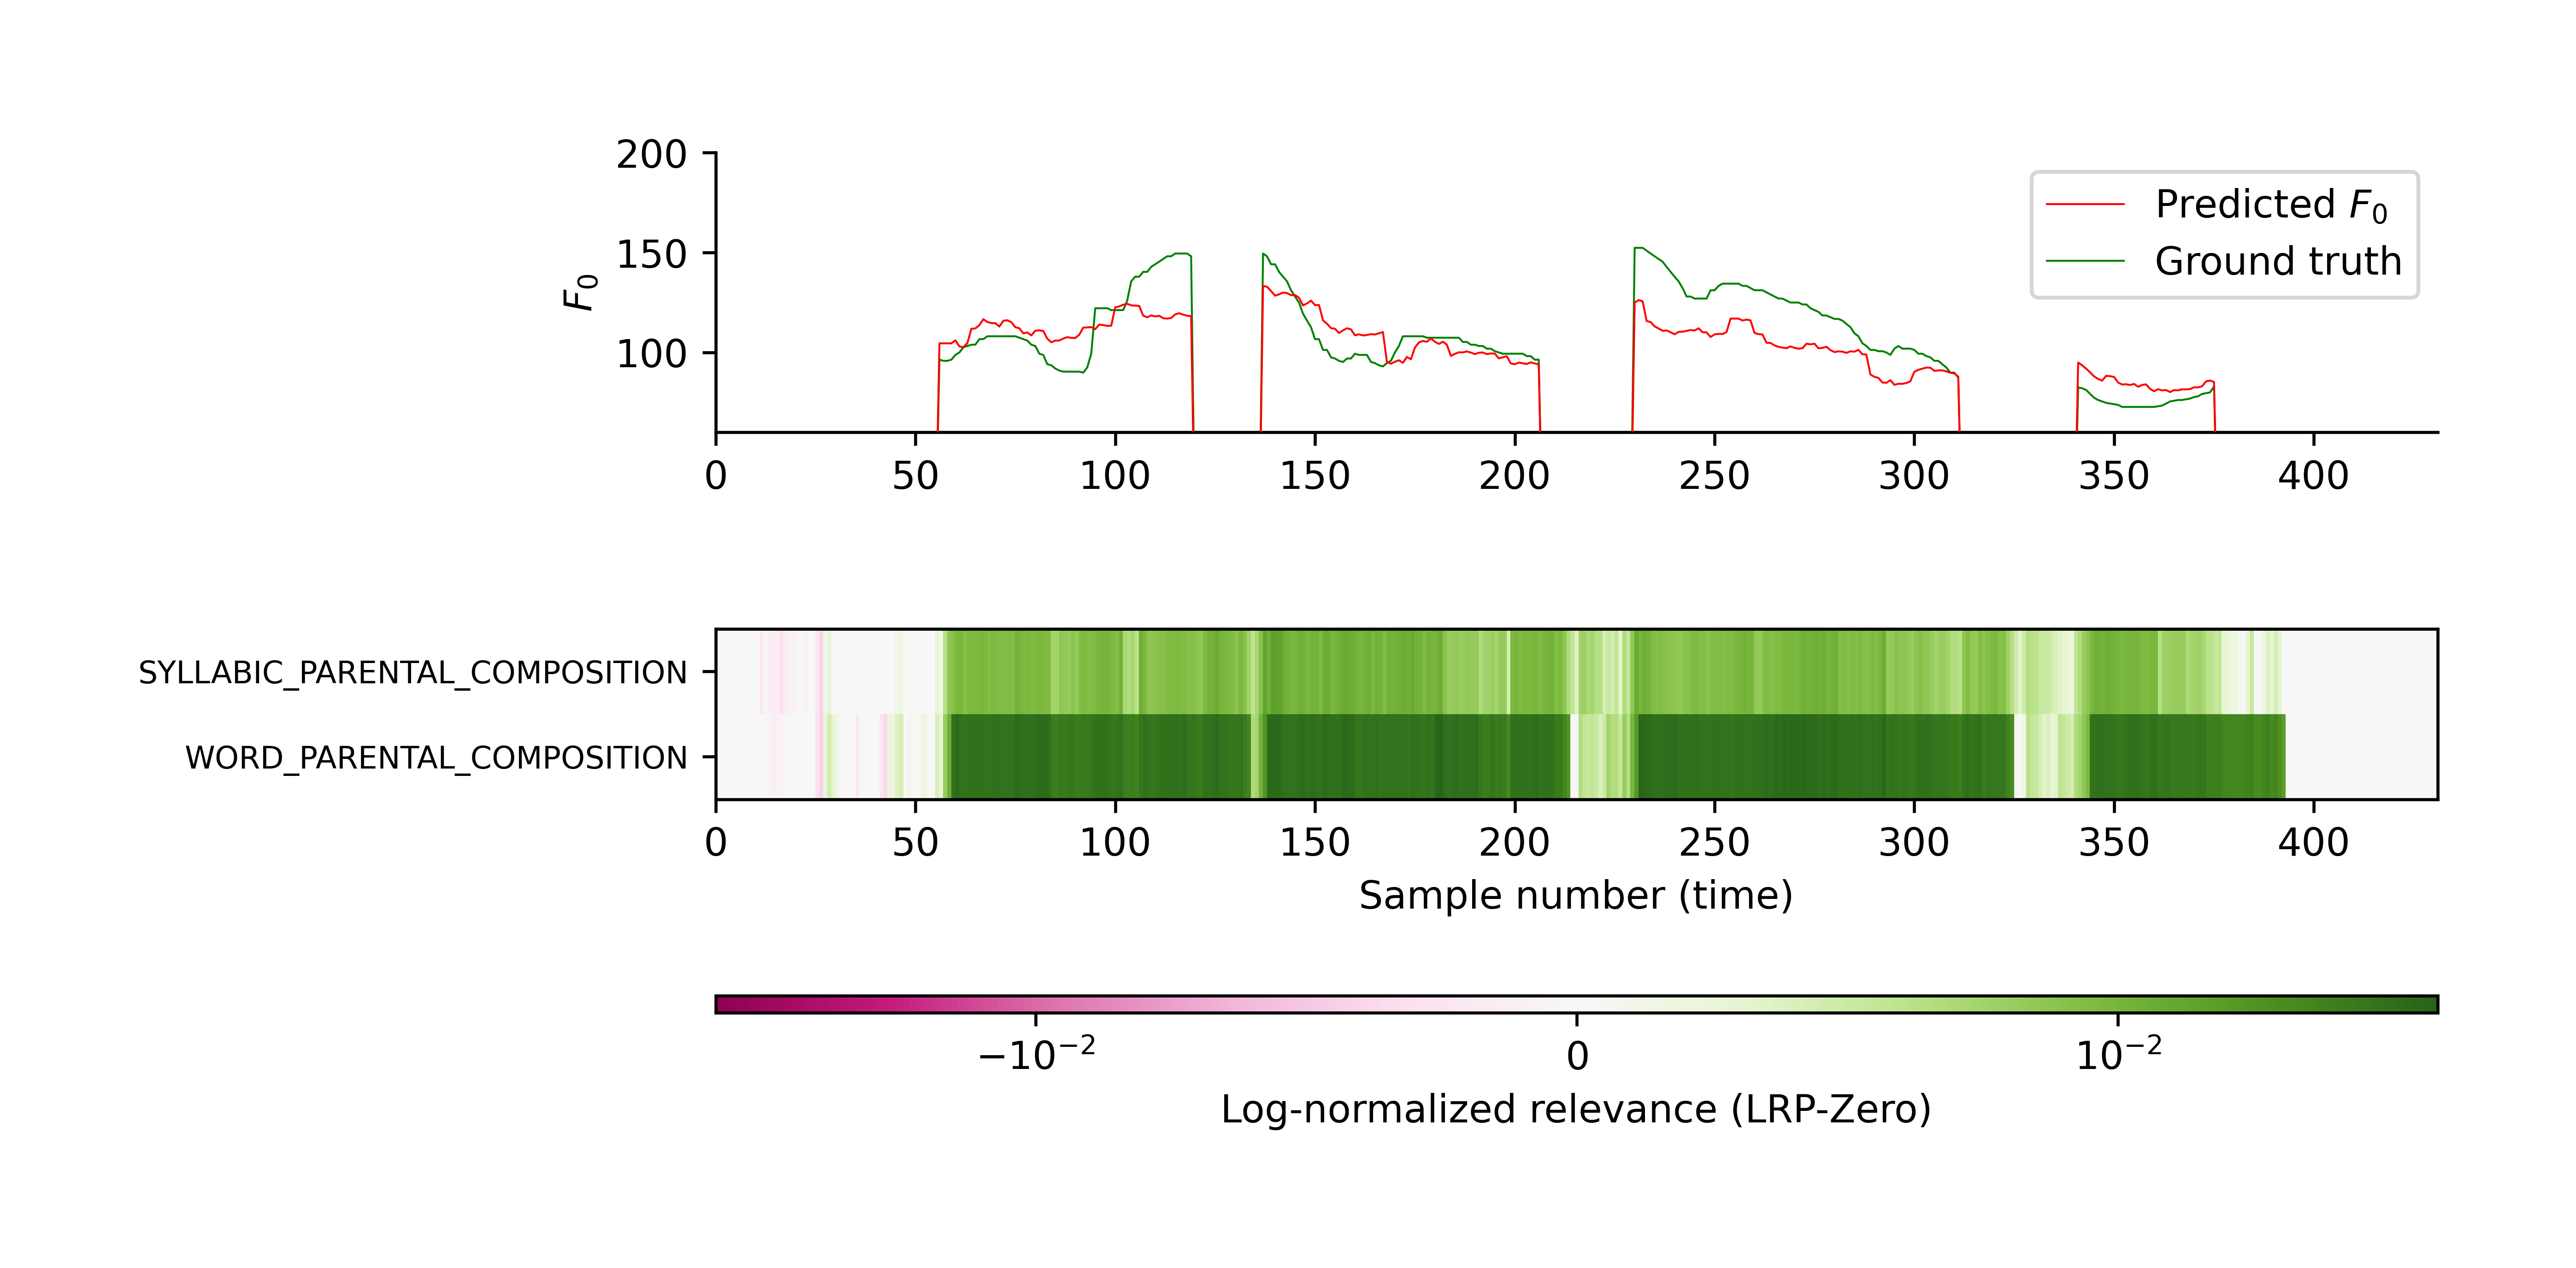 200
150
100
F₀
Predicted F₀
Ground truth
0 50 100 150 200 250 300 350 400
SYLLABIC_PARENTAL_COMPOSITION
WORD_PARENTAL_COMPOSITION
0 50 100 150 200 250 300 350 400
Sample number (time)
−10⁻² 0 10⁻²
Log-normalized relevance (LRP-Zero)